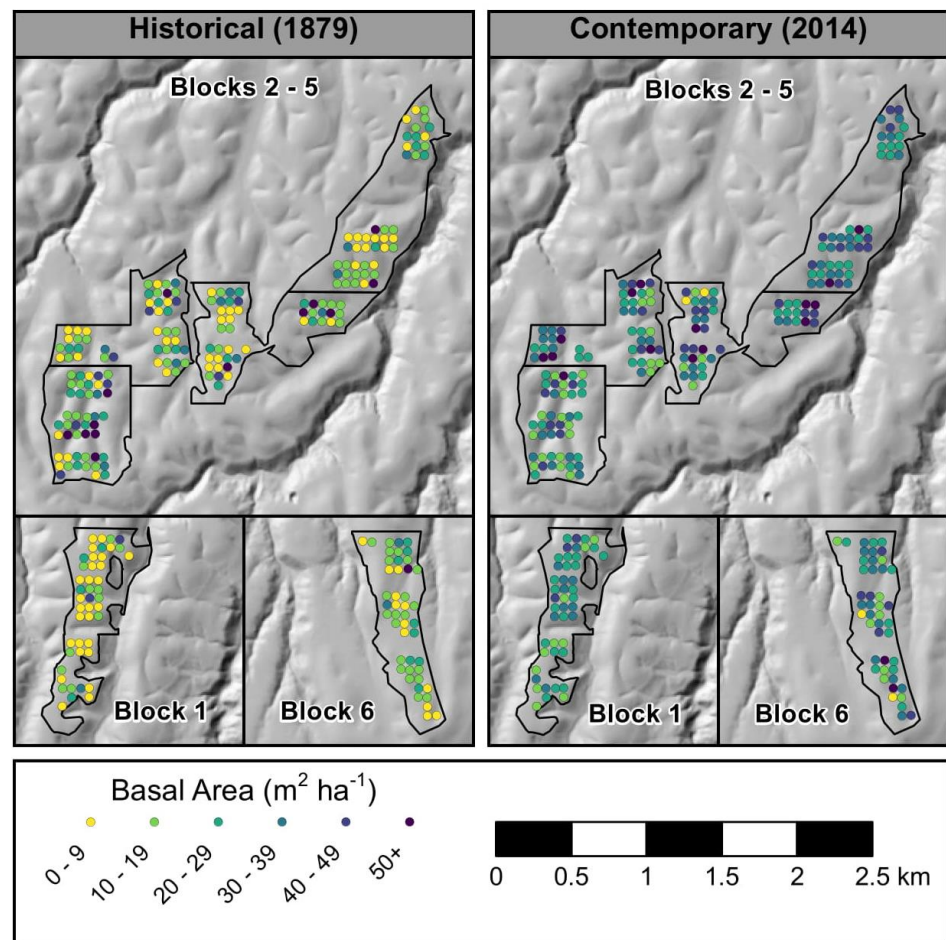 Historical (1879)
Contemporary (2014)
Blocks 2 - 5
Blocks 2 - 5
Block 1
Block 6
Block 1
Block 6
Basal Area (m² ha⁻¹)
0 - 9
10 - 19
20 - 29
30 - 39
40 - 49
50+
0 0.5 1 1.5 2 2.5 km